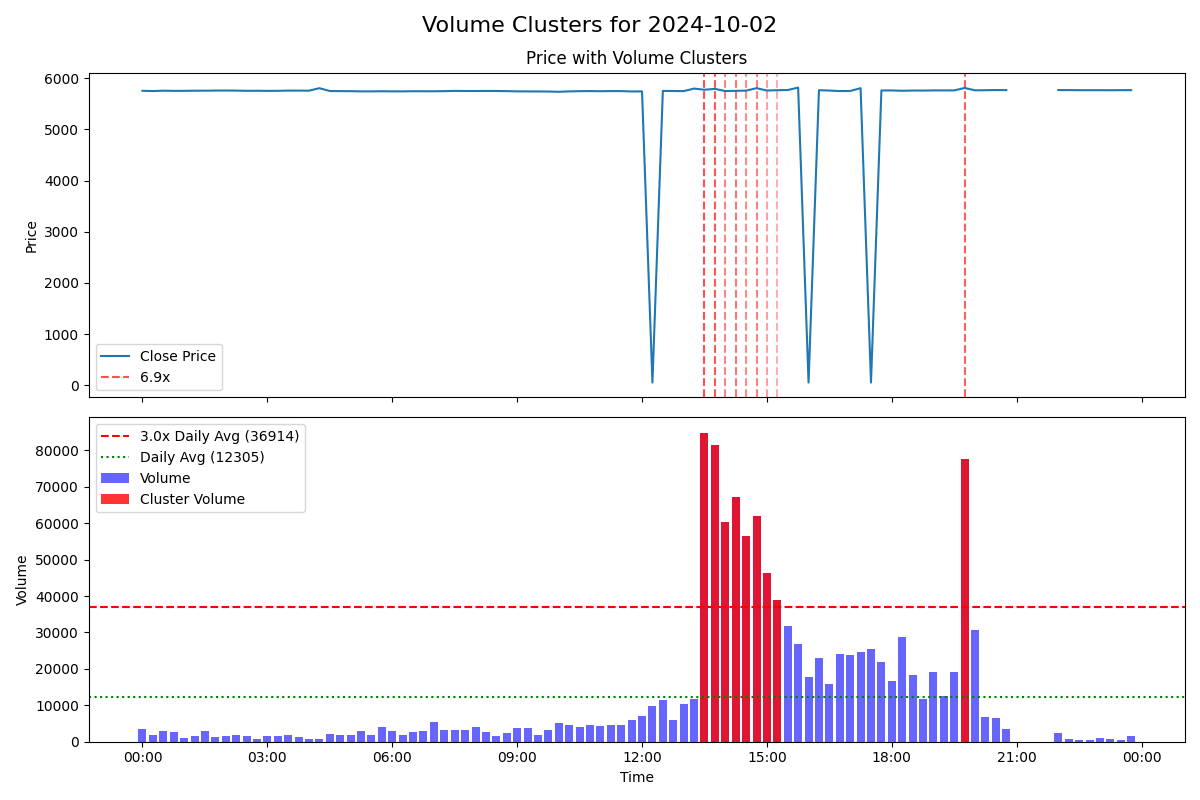 Volume Clusters for 2024-10-02
Price with Volume Clusters
6000
5000
4000
3000
2000
1000
0
Price
Close Price
6.9x
80000
70000
60000
50000
40000
30000
20000
10000
0
Volume
3.0x Daily Avg (36914)
Daily Avg (12305)
Volume
Cluster Volume
00:00 03:00 06:00 09:00 12:00 15:00 18:00 21:00 00:00
Time